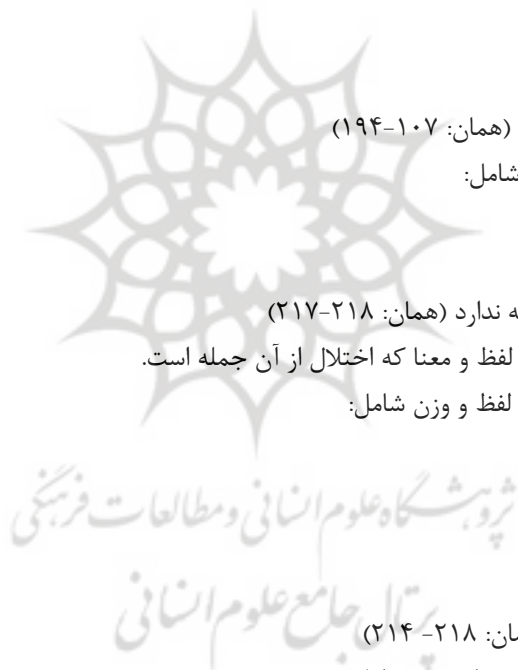 (همان: ۱۰۷-۱۹۴)
شامل:
ه ندارد (همان: ۲۱۸-۲۱۷)
لفظ و معنا که اختلال از آن جمله است.
لفظ و وزن شامل:
پژوهشگاه علوم انسانی و مطالعات فرهنگی
پرتال جامع علوم انسانی
مان: ۲۱۸- ۲۱۴)